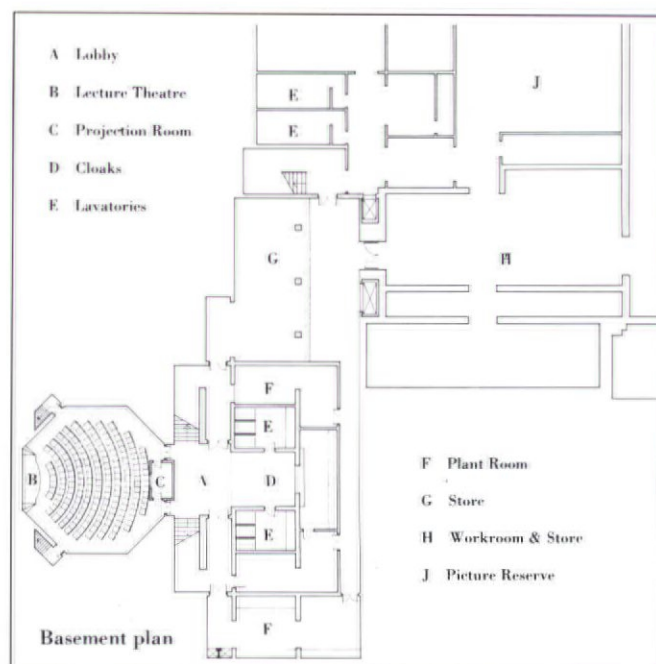 A Lobby
B Lecture Theatre
C Projection Room
D Cloaks
E Lavatories
E
E
J
G
H
F
E
B
C
A
D
E
F
F Plant Room
G Store
H Workroom & Store
J Picture Reserve
Basement plan